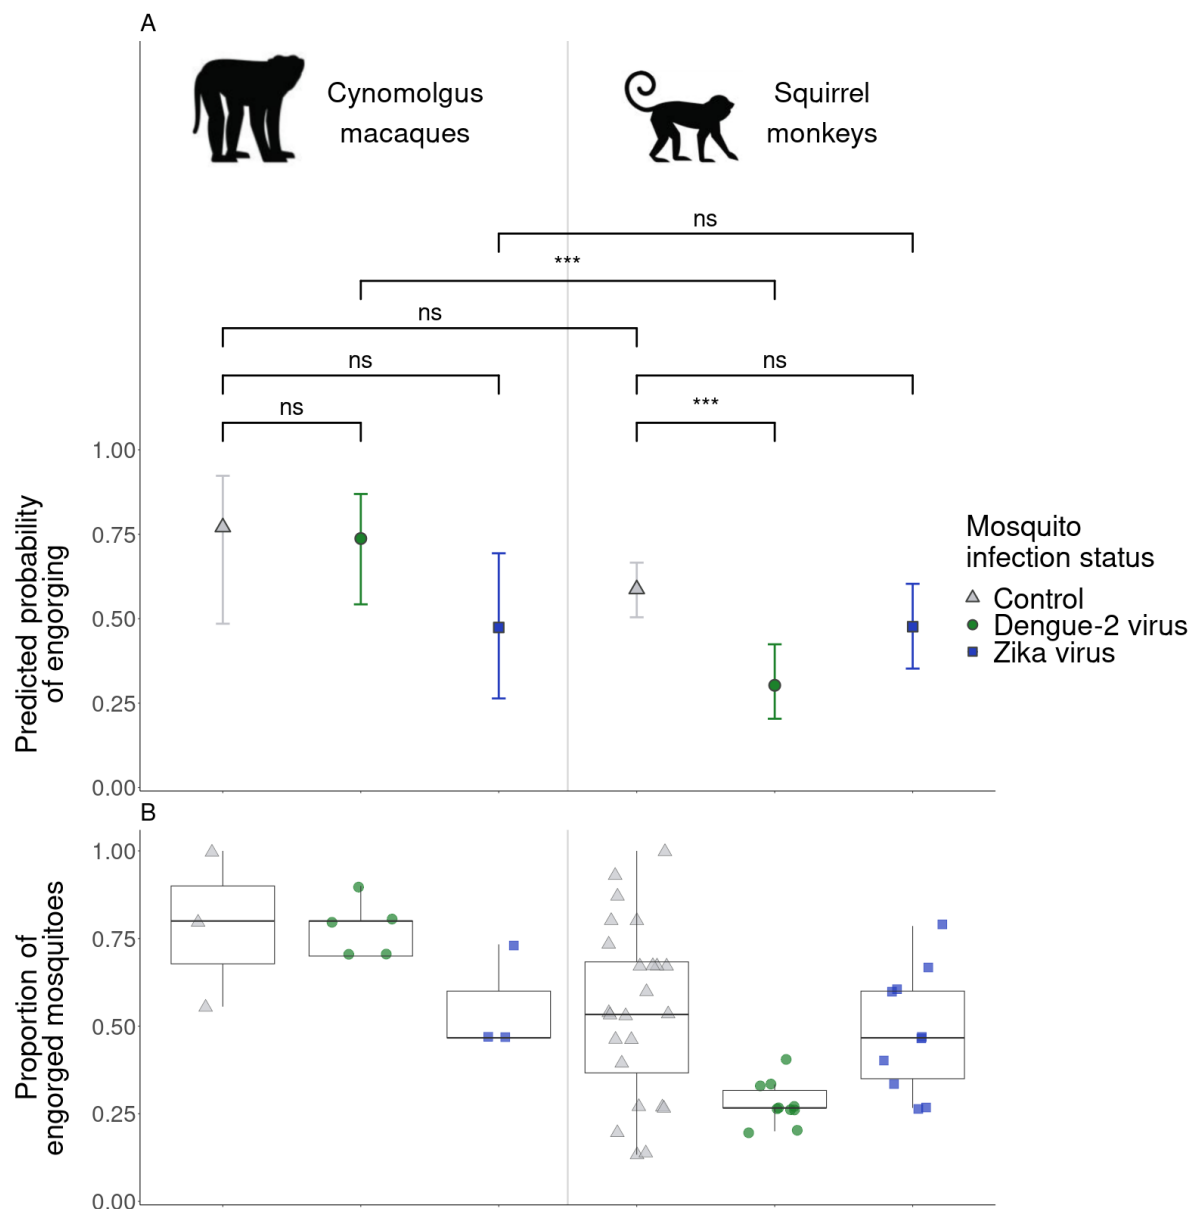 A
Cynomolgus
macaques
Squirrel
monkeys
ns
***
ns
ns
ns
ns
***
1.00
0.75
0.50
0.25
0.00
Predicted probability
of engorging
Mosquito
infection status
Control
Dengue-2 virus
Zika virus
B
1.00
0.75
0.50
0.25
0.00
Proportion of
engorged mosquitoes